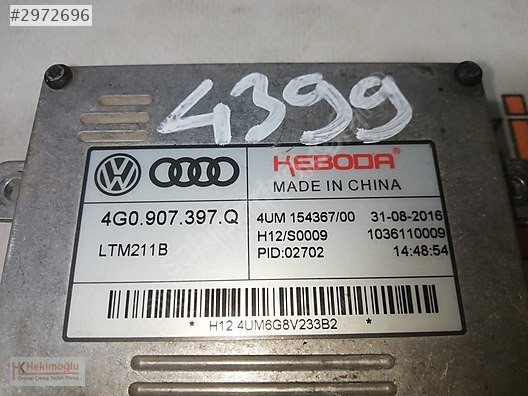 #2972696
4399
KEBODA
MADE IN CHINA
4G0.907.397.Q
4UM 154367/00 31-08-2016
LTM211B
H12/S0009 1036110009
PID:02702 14:48:54
* H12 4UM6G8V233B2 *
HK Hekimoğlu